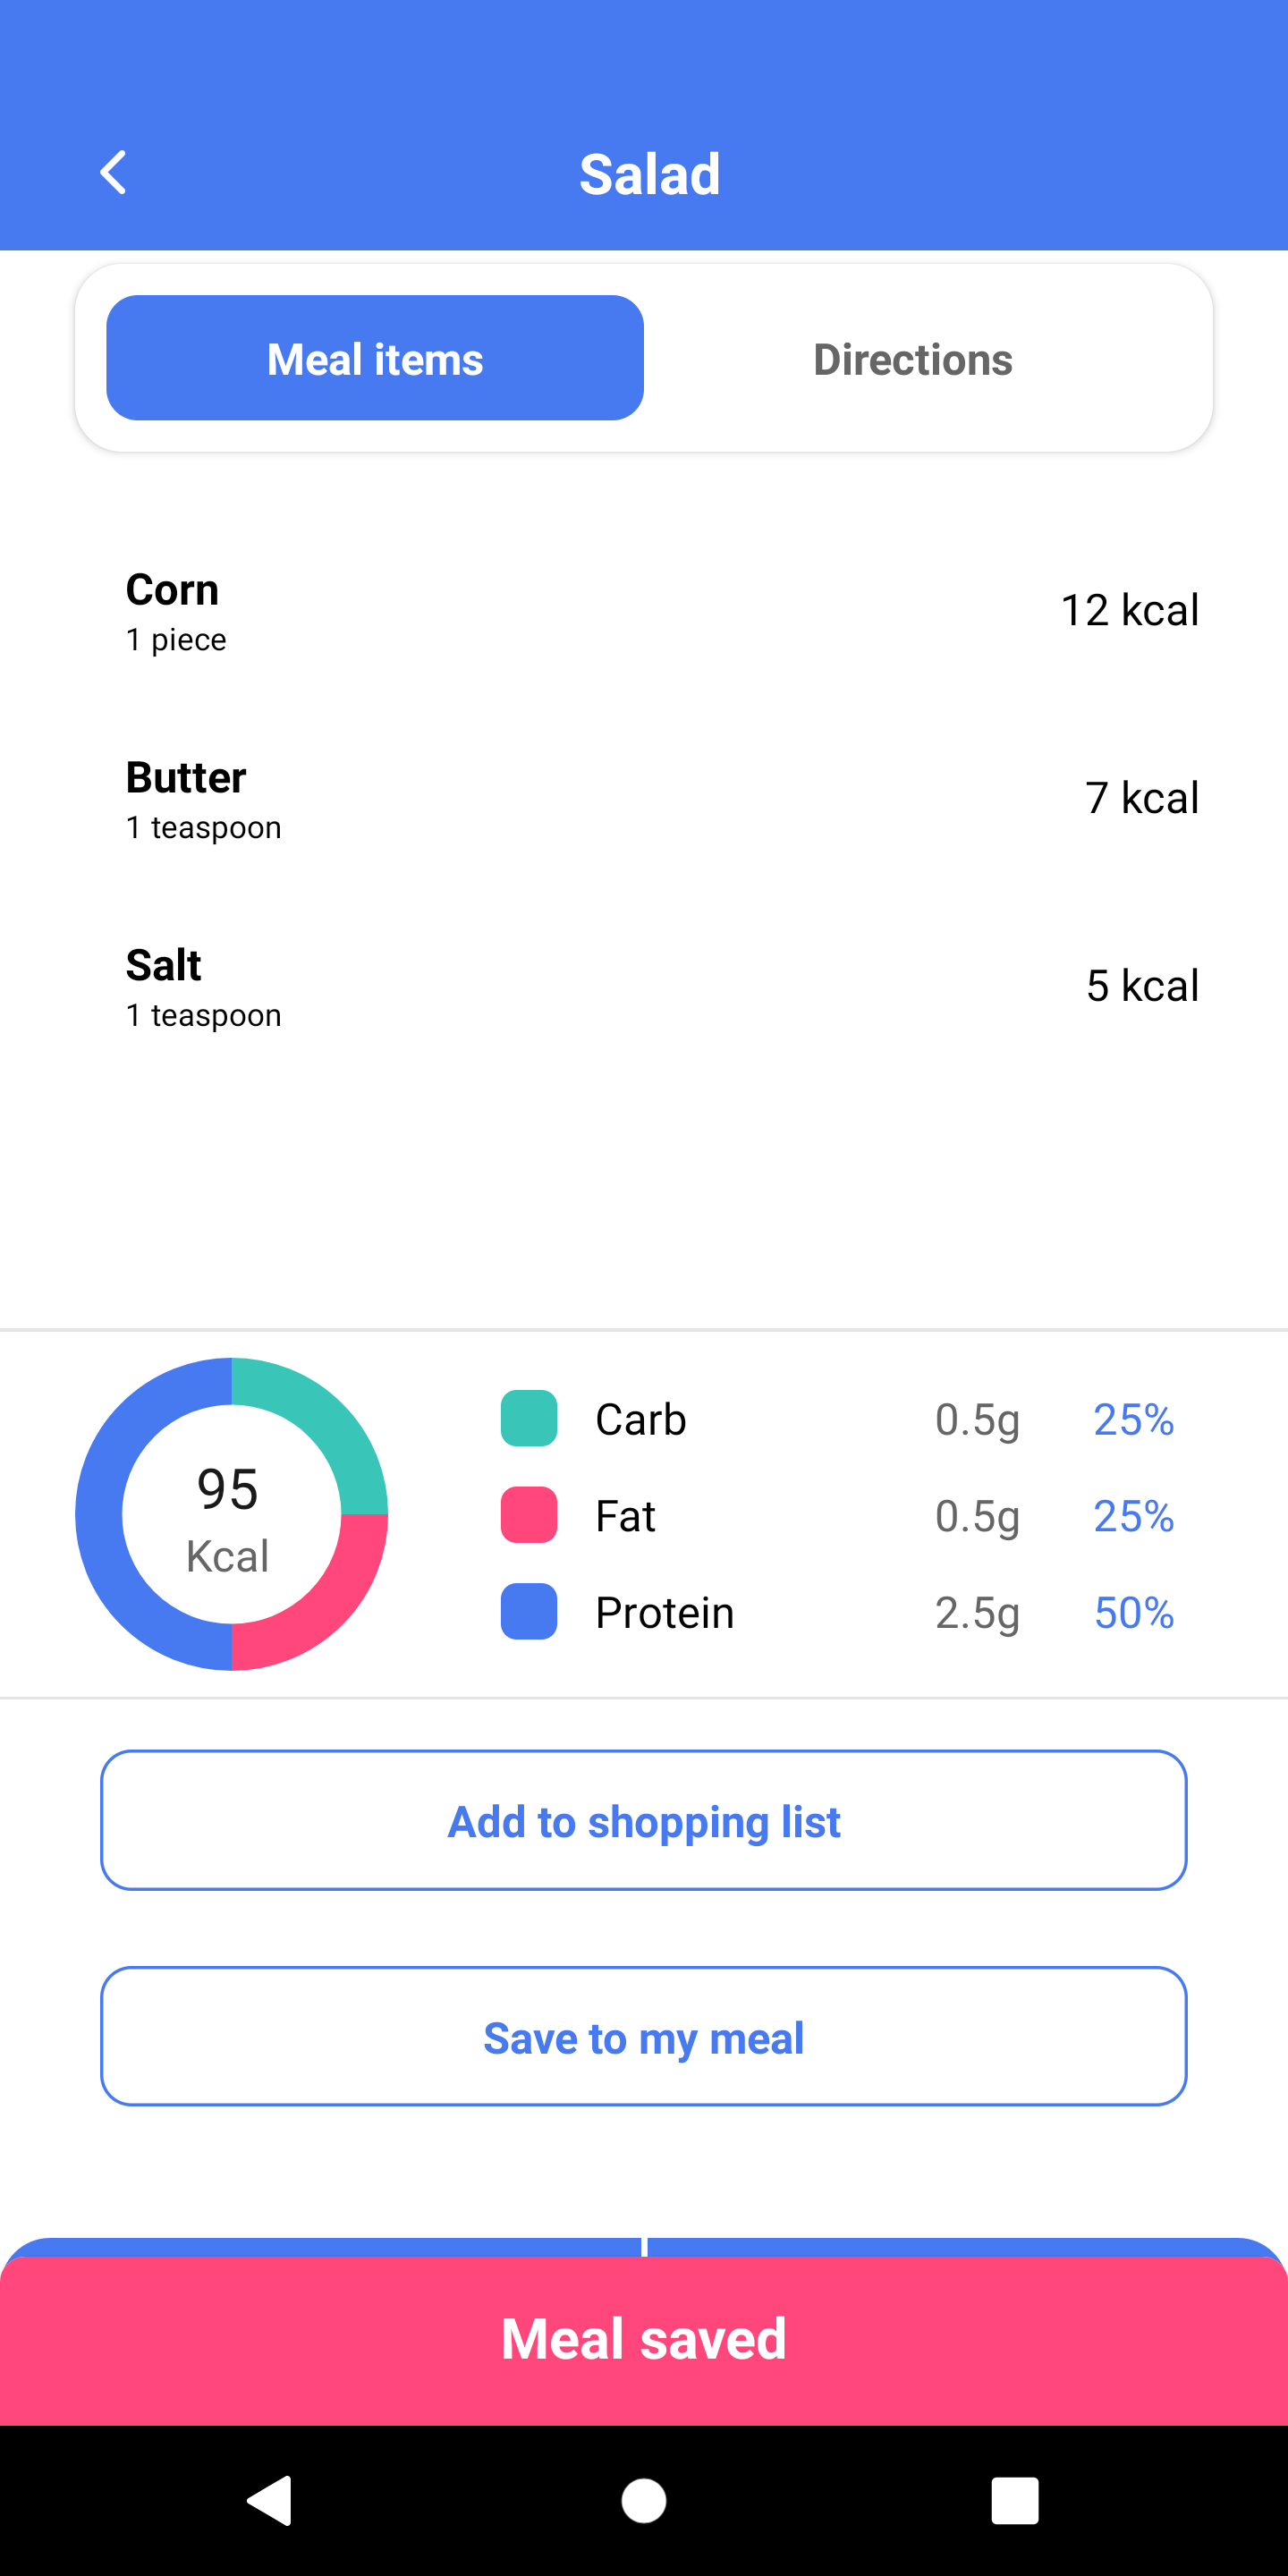 Salad
Meal items
Directions
Corn
1 piece
12 kcal
Butter
1 teaspoon
7 kcal
Salt
1 teaspoon
5 kcal
95
Kcal
Carb 0.5g 25%
Fat 0.5g 25%
Protein 2.5g 50%
Add to shopping list
Save to my meal
Meal saved